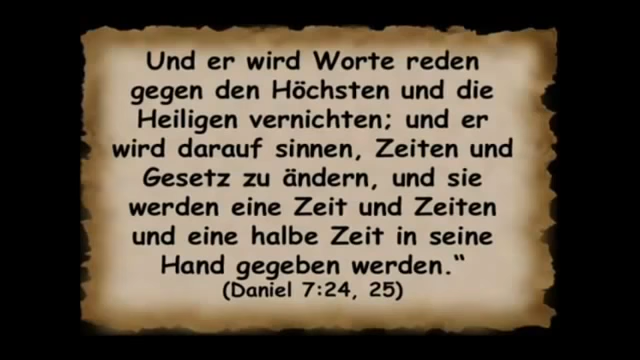 Und er wird Worte reden
gegen den Höchsten und die
Heiligen vernichten; und er
wird darauf sinnen, Zeiten und
Gesetz zu ändern, und sie
werden eine Zeit und Zeiten
und eine halbe Zeit in seine
Hand gegeben werden.“
(Daniel 7:24, 25)